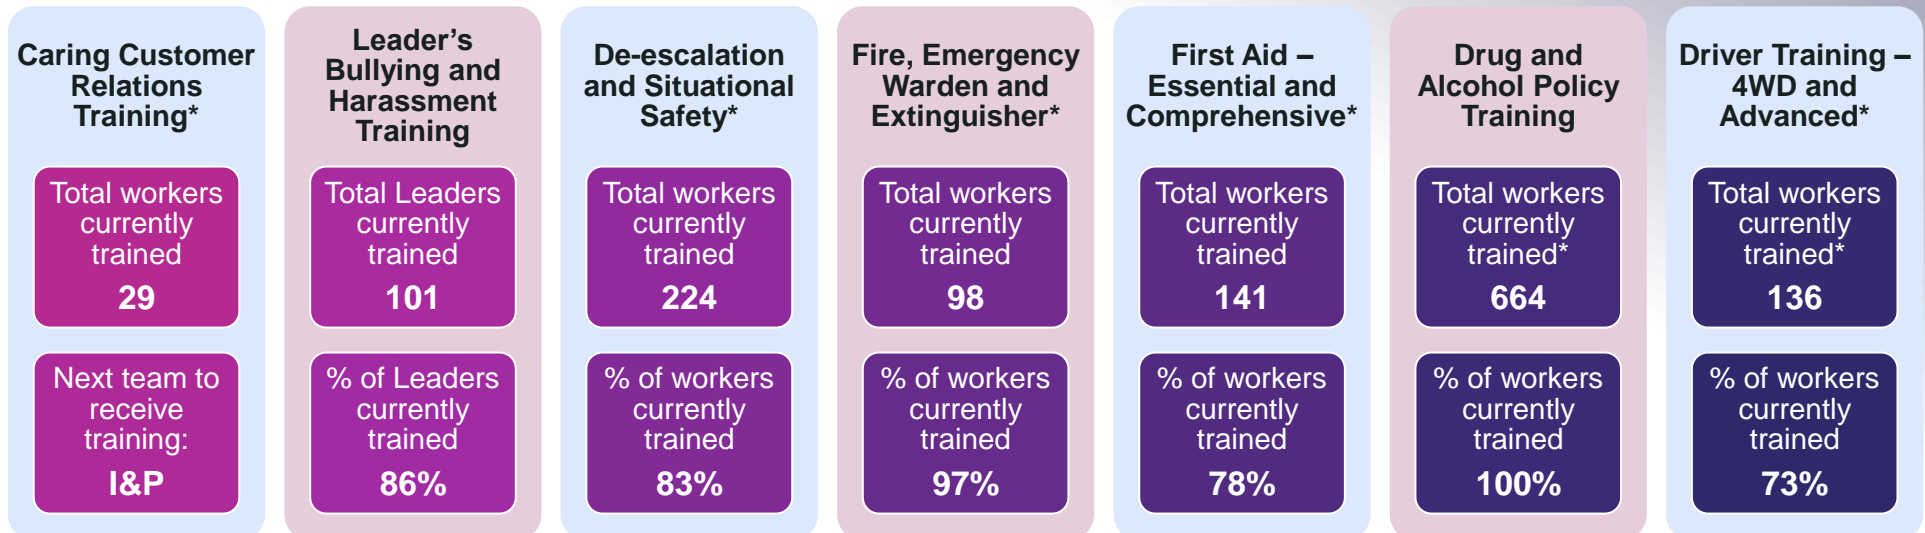 Caring Customer
Relations
Training*
Total workers
currently
trained
29
Next team to
receive
training:
I&P
Leader’s
Bullying and
Harassment
Training
Total Leaders
currently
trained
101
% of Leaders
currently
trained
86%
De-escalation
and Situational
Safety*
Total workers
currently
trained
224
% of workers
currently
trained
83%
Fire, Emergency
Warden and
Extinguisher*
Total workers
currently
trained
98
% of workers
currently
trained
97%
First Aid –
Essential and
Comprehensive*
Total workers
currently
trained
141
% of workers
currently
trained
78%
Drug and
Alcohol Policy
Training
Total workers
currently
trained*
664
% of workers
currently
trained
100%
Driver Training –
4WD and
Advanced*
Total workers
currently
trained*
136
% of workers
currently
trained
73%